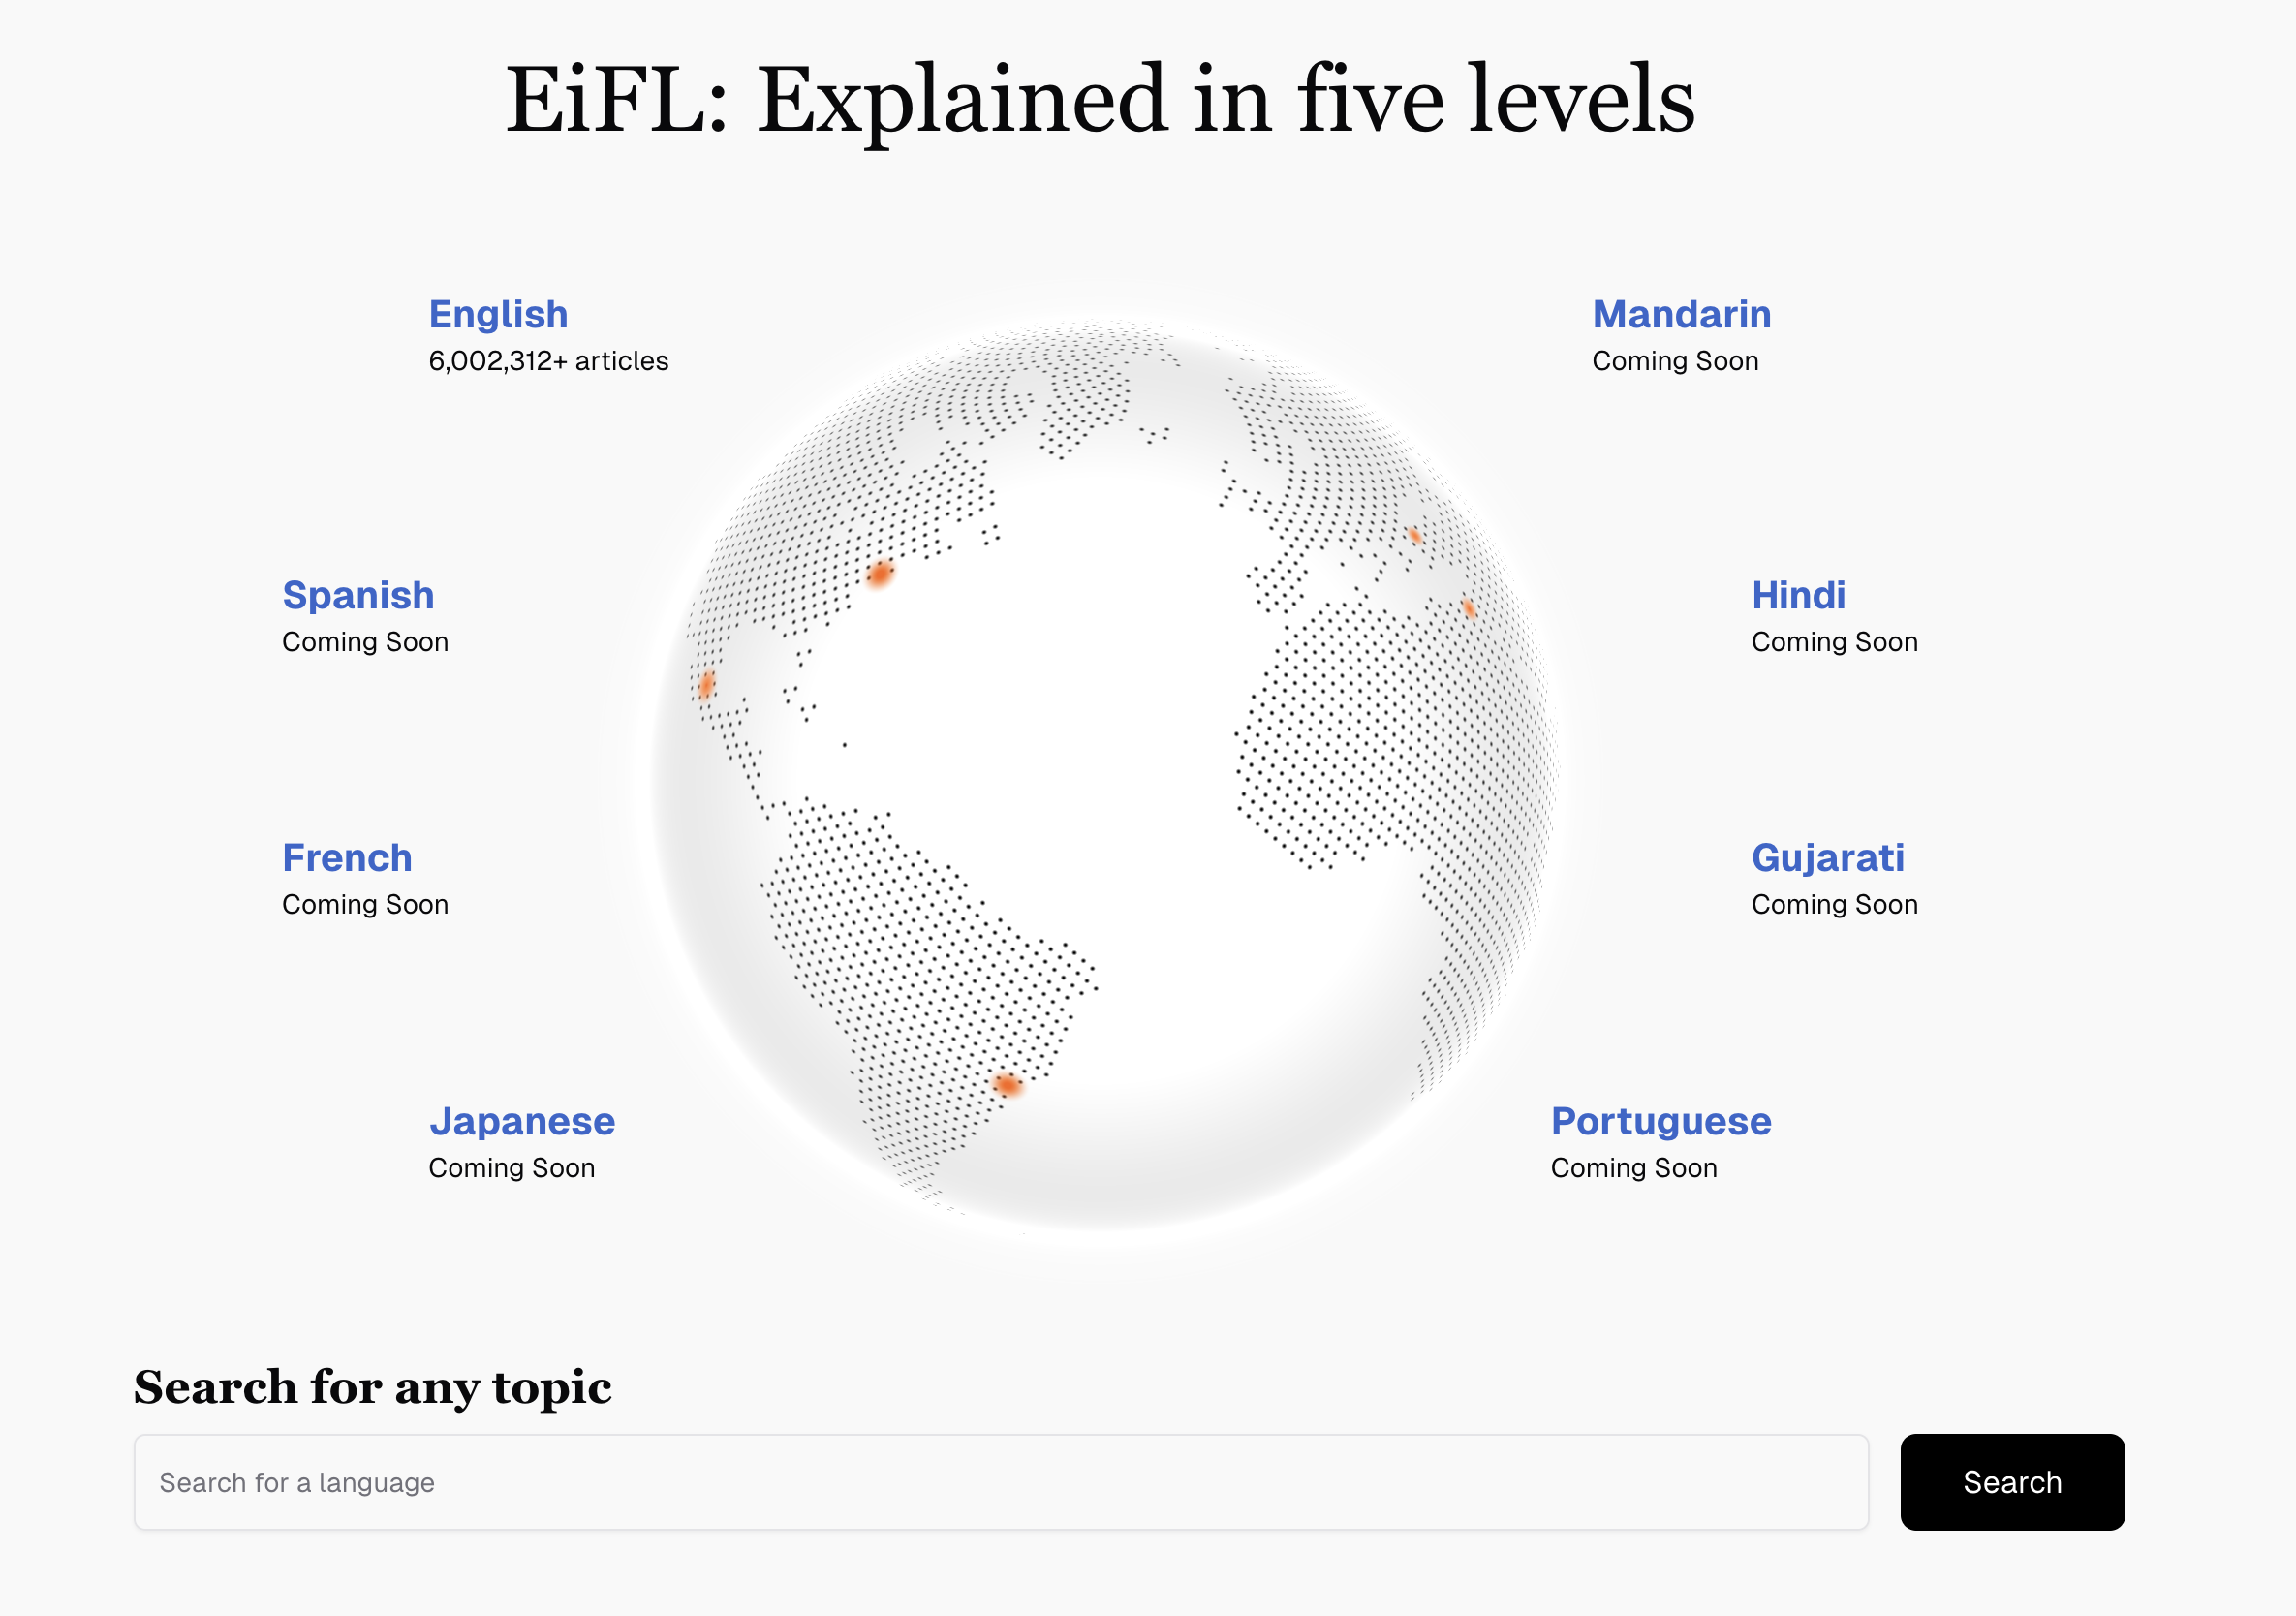 EiFL: Explained in five levels
English
6,002,312+ articles
Mandarin
Coming Soon
Spanish
Coming Soon
Hindi
Coming Soon
French
Coming Soon
Gujarati
Coming Soon
Japanese
Coming Soon
Portuguese
Coming Soon
Search for any topic
Search for a language
Search